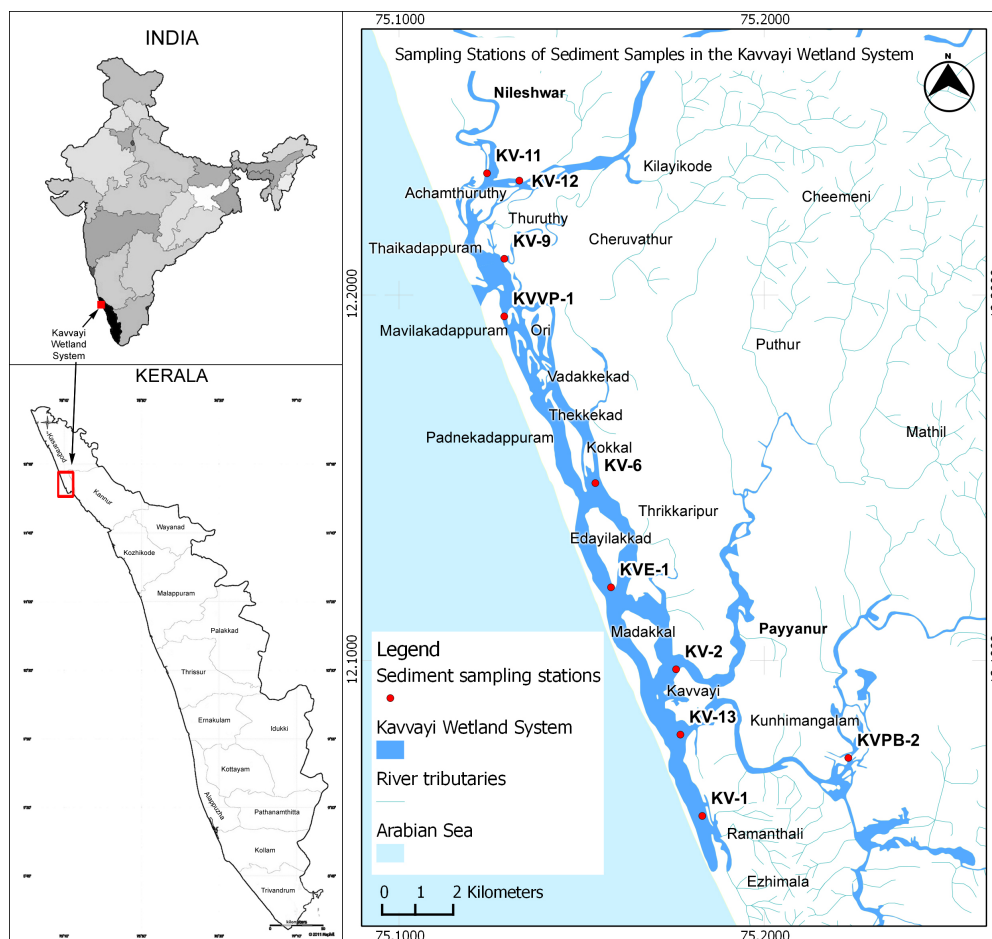 INDIA
Kavvayi
Wetland
System
KERALA
Kasaragod
Kannur
Wayanad
Kozhikode
Malappuram
Palakkad
Thrissur
Ernakulam
Idukki
Kottayam
Alappuzha
Pathanamthitta
Kollam
Trivandrum
75.1000
75.2000
Sampling Stations of Sediment Samples in the Kavvayi Wetland System
N
Nileshwar
KV-11
KV-12
Kilayikode
Achamthuruthy
Cheemeni
Thuruthy
KV-9
Cheruvathur
Thaikadappuram
12.2000
KVVP-1
Mavilakadappuram
Ori
Puthur
Vadakkekad
Thekkekad
Padnekadappuram
Mathil
Kokkal
KV-6
Thrikkaripur
Edayilakkad
KVE-1
Madakkal
Payyanur
12.1000
KV-2
Kavvayi
KV-13
Kunhimangalam
KVPB-2
KV-1
Ramanthali
Ezhimala
Legend
Sediment sampling stations
Kavvayi Wetland System
River tributaries
Arabian Sea
0 1 2 Kilometers
75.1000
75.2000